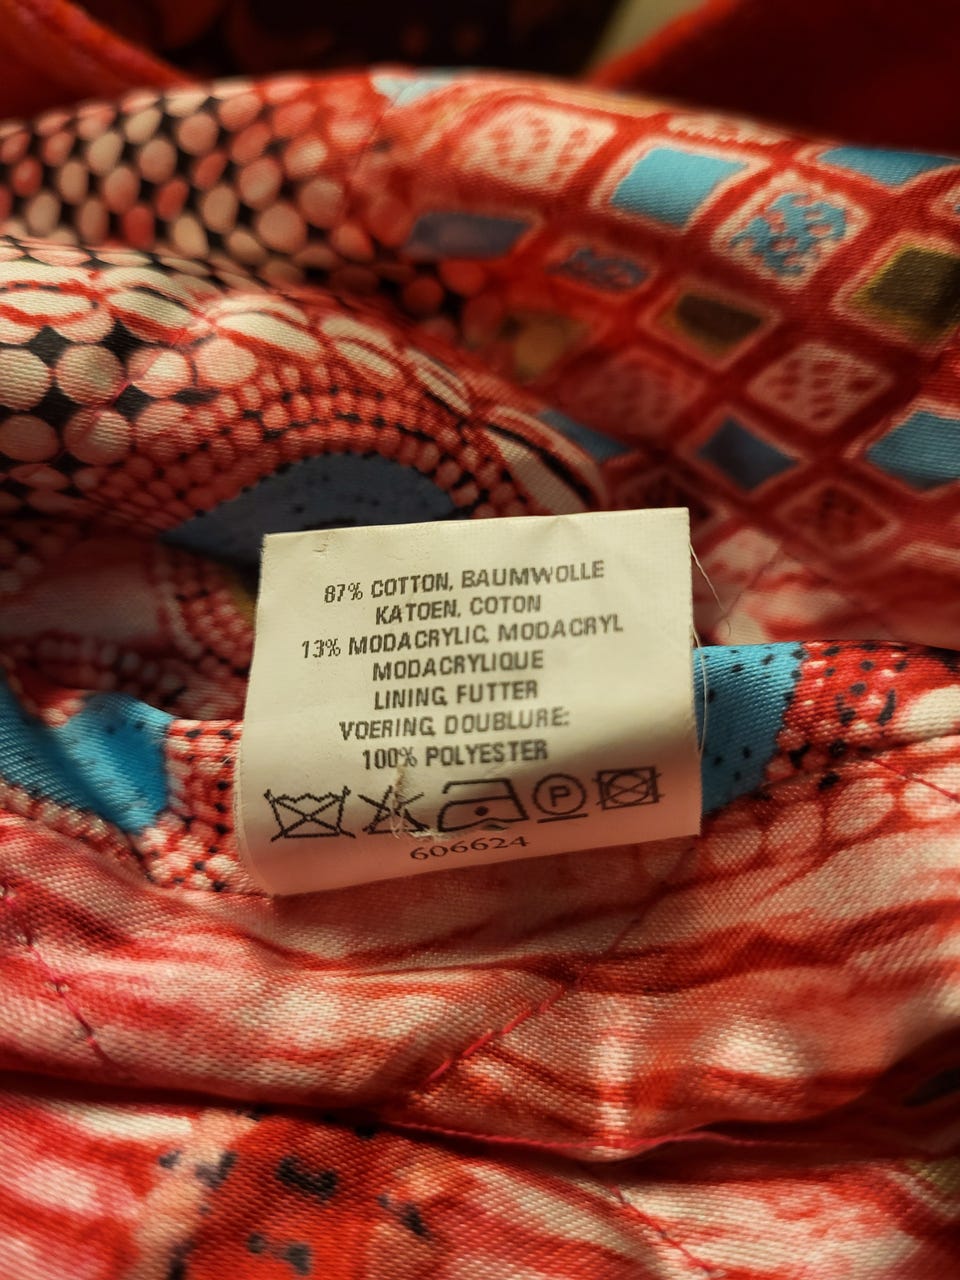 87% COTTON, BAUMWOLLE
KATOEN, COTON
13% MODACRYLIC, MODACRYL
MODACRYLIQUE
LINING, FUTTER
VOERING, DOUBLURE:
100% POLYESTER
P
606624